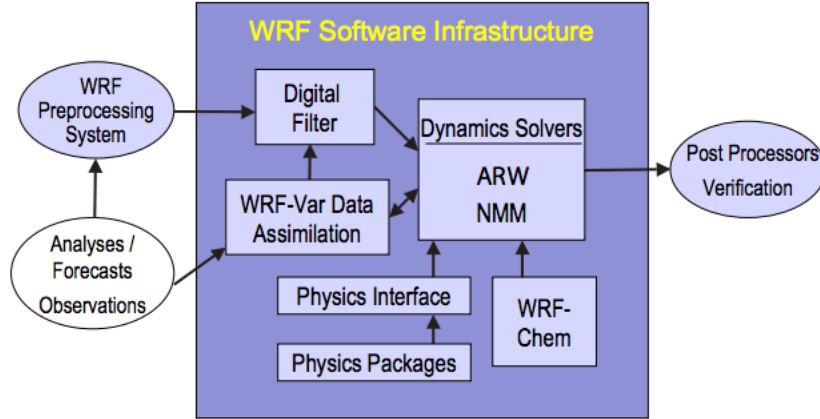 WRF Software Infrastructure
WRF
Preprocessing
System
Digital
Filter
Dynamics Solvers
ARW
NMM
Post Processors
Verification
WRF-Var Data
Assimilation
Analyses /
Forecasts
Observations
Physics Interface
WRF-
Chem
Physics Packages